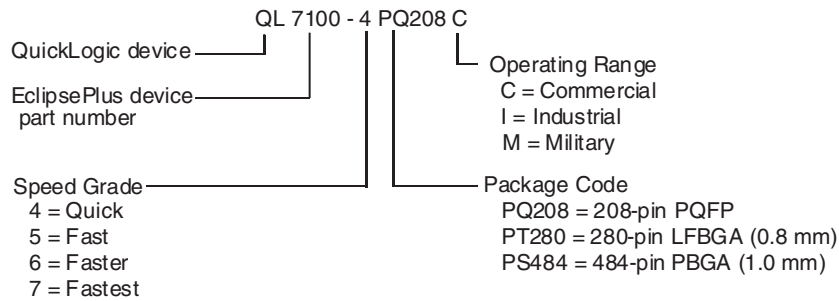 QL 7100 - 4 PQ208 C
QuickLogic device
EclipsePlus device
part number
Operating Range
C = Commercial
I = Industrial
M = Military
Speed Grade
4 = Quick
5 = Fast
6 = Faster
7 = Fastest
Package Code
PQ208 = 208-pin PQFP
PT280 = 280-pin LFBGA (0.8 mm)
PS484 = 484-pin PBGA (1.0 mm)